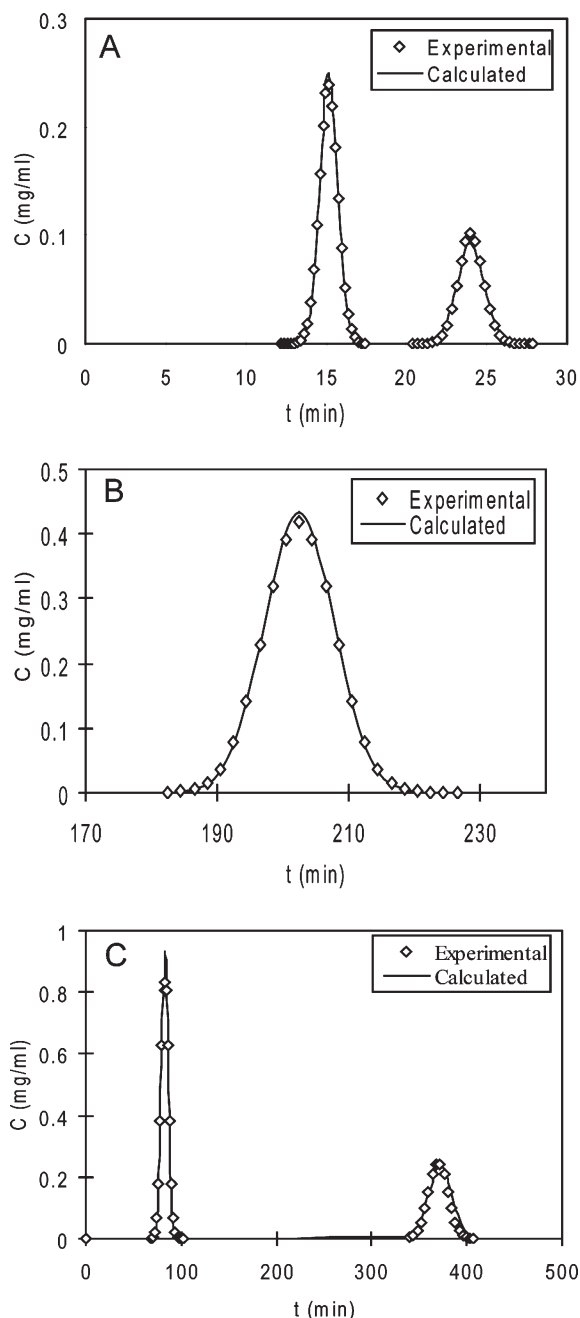 A
Experimental
Calculated
C (mg/ml)
0.3
0.2
0.1
0
0 5 10 15 20 25 30
t (min)
B
Experimental
Calculated
C (mg/ml)
0.5
0.4
0.3
0.2
0.1
0
170 190 210 230
t (min)
C
Experimental
Calculated
C (mg/ml)
1
0.8
0.6
0.4
0.2
0
0 100 200 300 400 500
t (min)